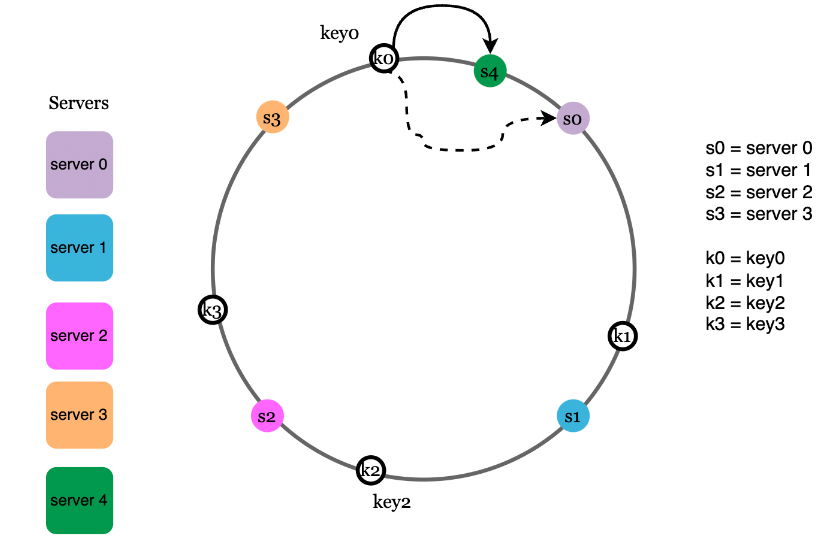 key0
k0
s4
s3
s0
Servers
server 0
server 1
server 2
server 3
server 4
k3
k1
s2
s1
k2
key2
s0 = server 0
s1 = server 1
s2 = server 2
s3 = server 3
k0 = key0
k1 = key1
k2 = key2
k3 = key3